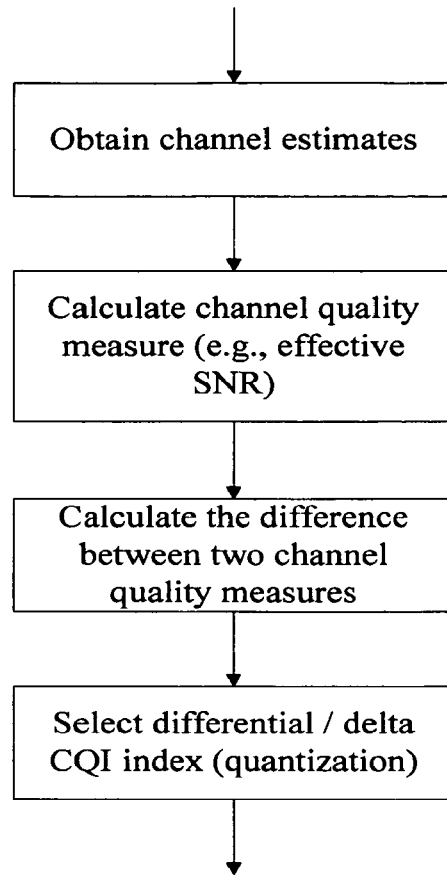 Obtain channel estimates
Calculate channel quality
measure (e.g., effective
SNR)
Calculate the difference
between two channel
quality measures
Select differential / delta
CQI index (quantization)